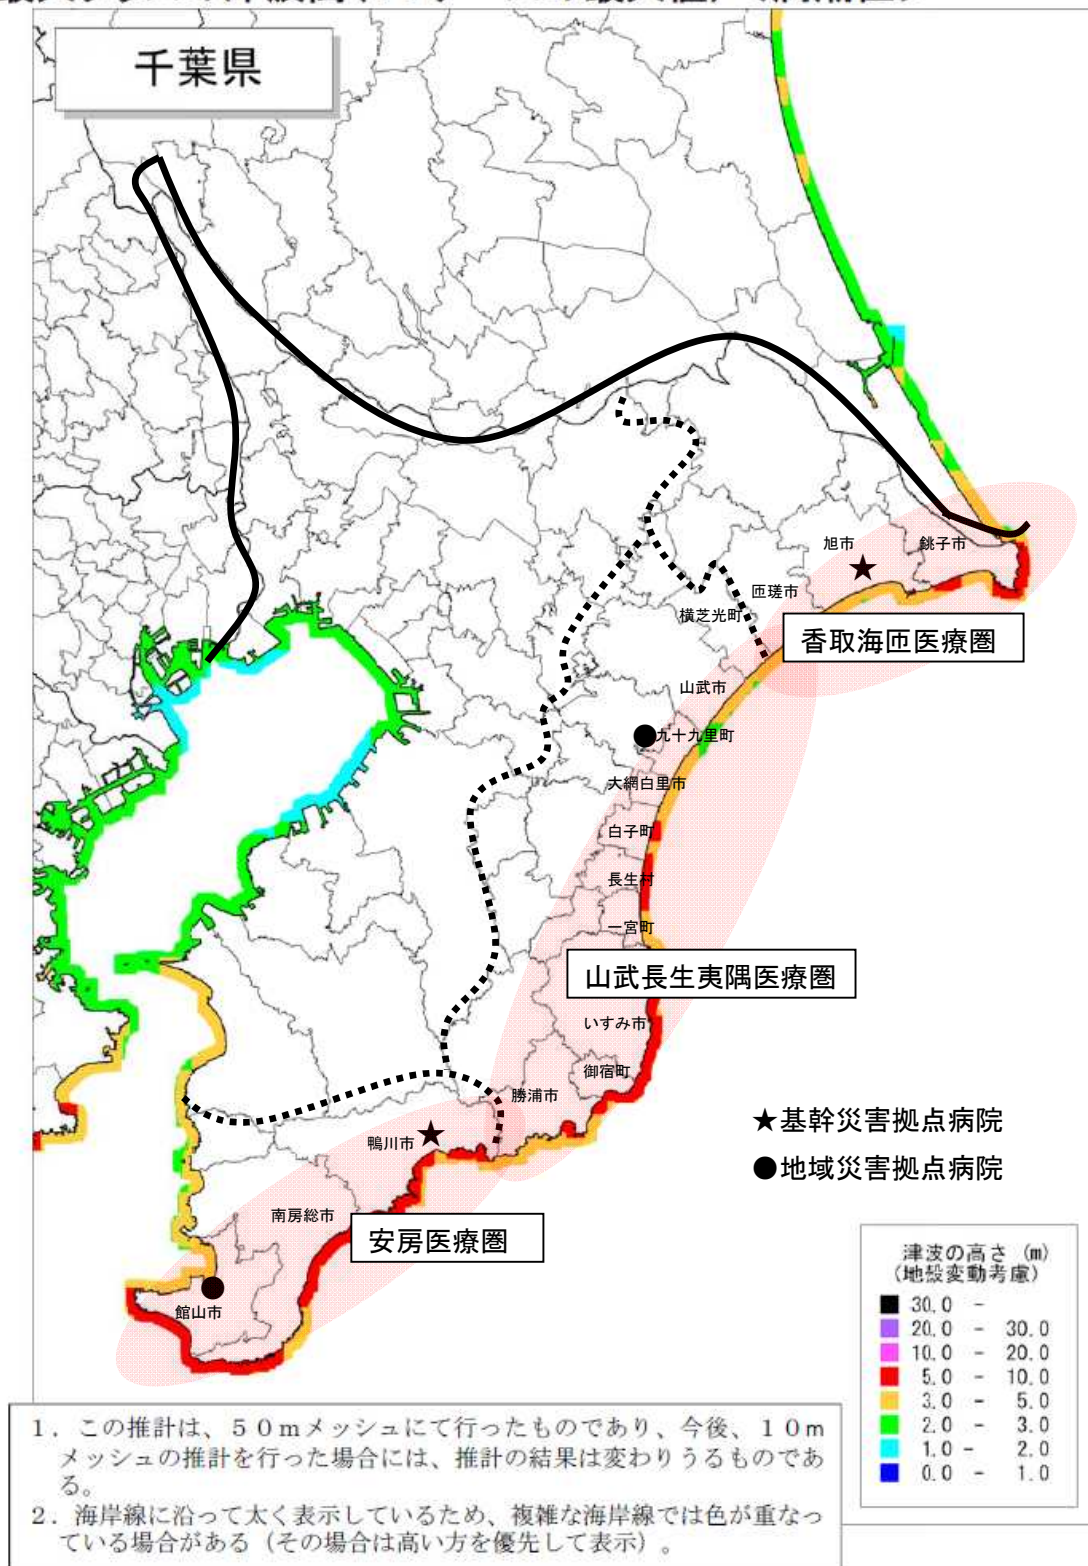 千葉県
旭市
銚子市
匝瑳市
横芝光町
香取海匝医療圏
山武市
九十九里町
大網白里市
白子町
長生村
一宮町
山武長生夷隅医療圏
いすみ市
御宿町
勝浦市
★基幹災害拠点病院
鴨川市
●地域災害拠点病院
南房総市
安房医療圏
館山市
津波の高さ (m)
(地殻変動考慮)
30.0 -
20.0 - 30.0
10.0 - 20.0
5.0 - 10.0
3.0 - 5.0
2.0 - 3.0
1.0 - 2.0
0.0 - 1.0
1．この推計は、５０mメッシュにて行ったものであり、今後、１０m
メッシュの推計を行った場合には、推計の結果は変わりうるものであ
る。
2．海岸線に沿って太く表示しているため、複雑な海岸線では色が重なっ
ている場合がある（その場合は高い方を優先して表示）。